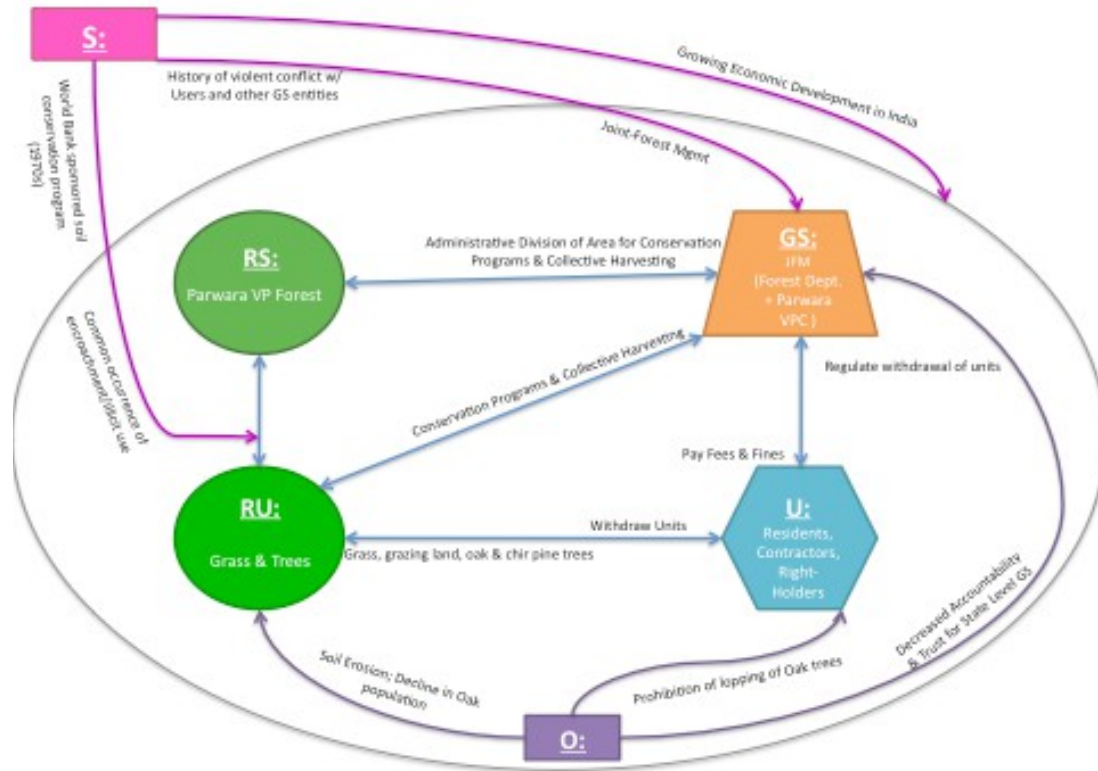 S:
History of violent conflict w/
Users and other GS entities
Growing Economic Development in India
Joint-Forest Mgmt
World Bank sponsored soil
conservation program
(1970s)
Common occurrence of
encroachment/illicit use
RS:
Parwara VP Forest
Administrative Division of Area for Conservation
Programs & Collective Harvesting
GS:
JFM
(Forest Dept.
+ Parwara
VPC )
Conservation Programs & Collective Harvesting
Regulate withdrawal of units
Pay Fees & Fines
RU:
Grass & Trees
Withdraw Units
Grass, grazing land, oak & chir pine trees
U:
Residents,
Contractors,
Right-
Holders
Soil Erosion; Decline in Oak
population
Prohibition of lopping of Oak trees
Decreased Accountability
& Trust for State Level GS
O: